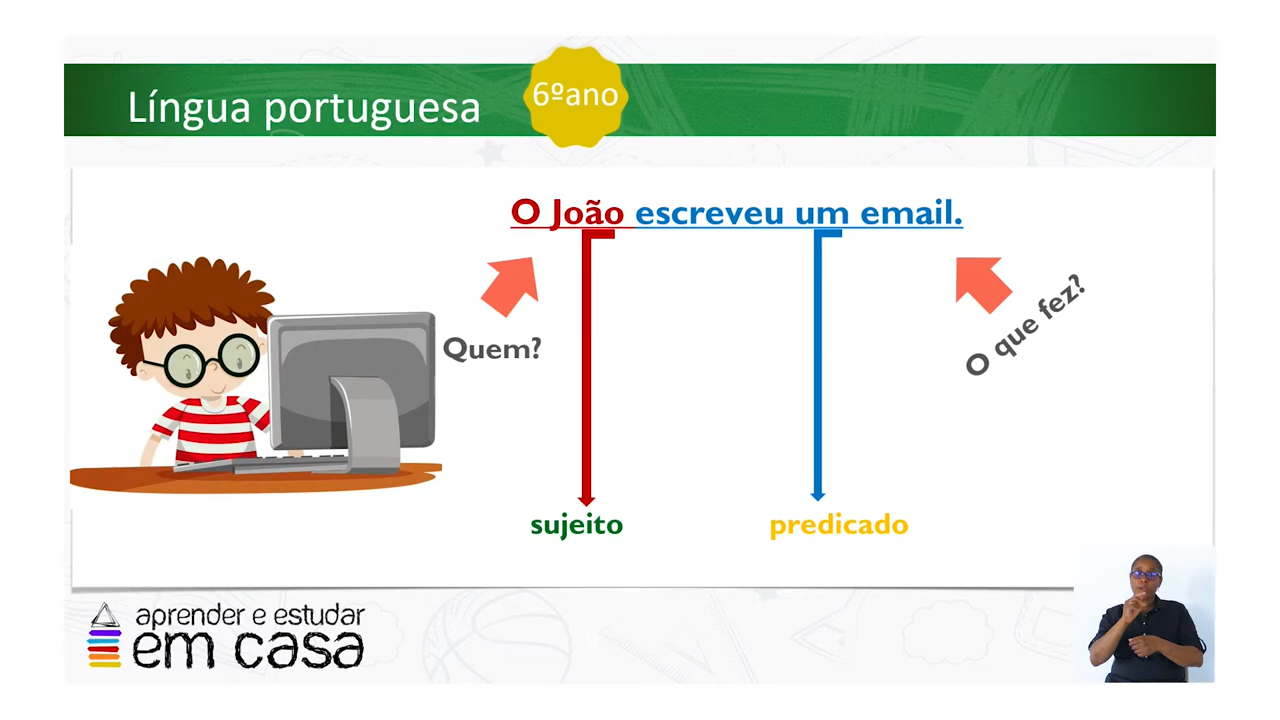 Língua portuguesa
6ºano
O João escreveu um email.
Quem?
O que fez?
sujeito
predicado
aprender e estudar
em casa